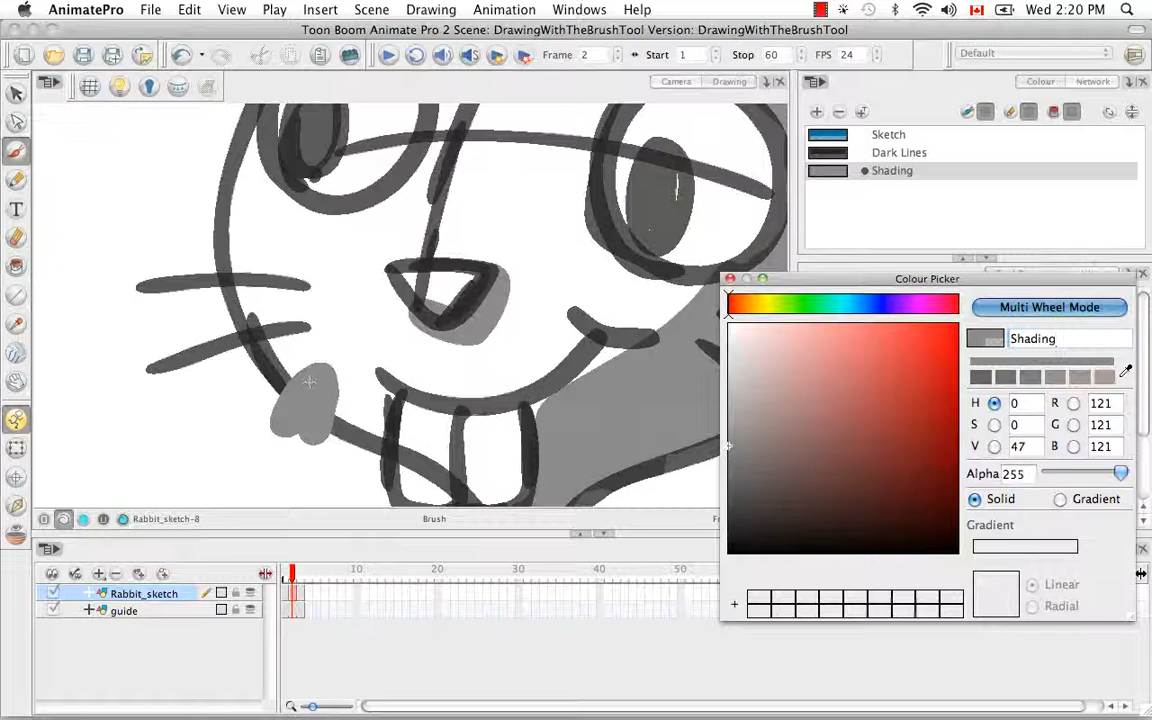 AnimatePro File Edit View Play Insert Scene Drawing Animation Windows Help Wed 2:20 PM
Toon Boom Animate Pro 2 Scene: DrawingWithTheBrushTool Version: DrawingWithTheBrushTool
Frame 2 Start 1 Stop 60 FPS 24 Default
Camera Drawing Colour Network
Sketch
Dark Lines
Shading
Colour Picker
Multi Wheel Mode
Shading
H 0 R 121
S 0 G 121
V 47 B 121
Alpha 255
Solid Gradient
Gradient
Linear
Radial
Rabbit_sketch-8 Brush
10 20 30 40 50
Rabbit_sketch
guide